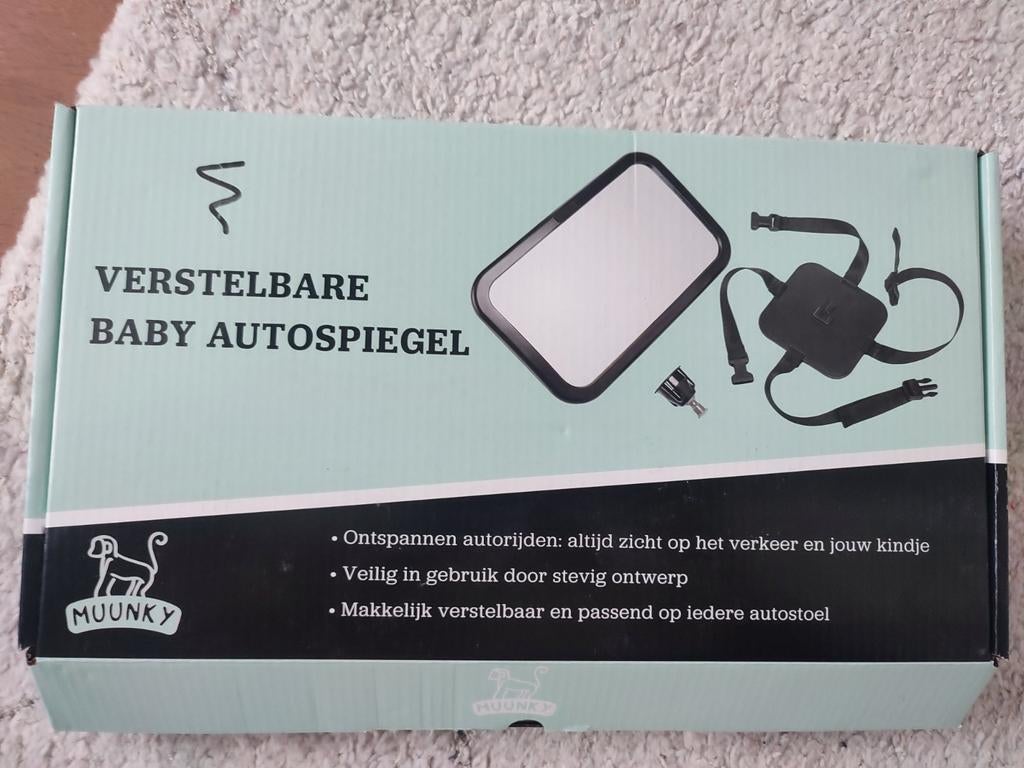 VERSTELBARE
BABY AUTOSPIEGEL
• Ontspannen autorijden: altijd zicht op het verkeer en jouw kindje
• Veilig in gebruik door stevig ontwerp
• Makkelijk verstelbaar en passend op iedere autostoel
MUUNKY
MUUNKY